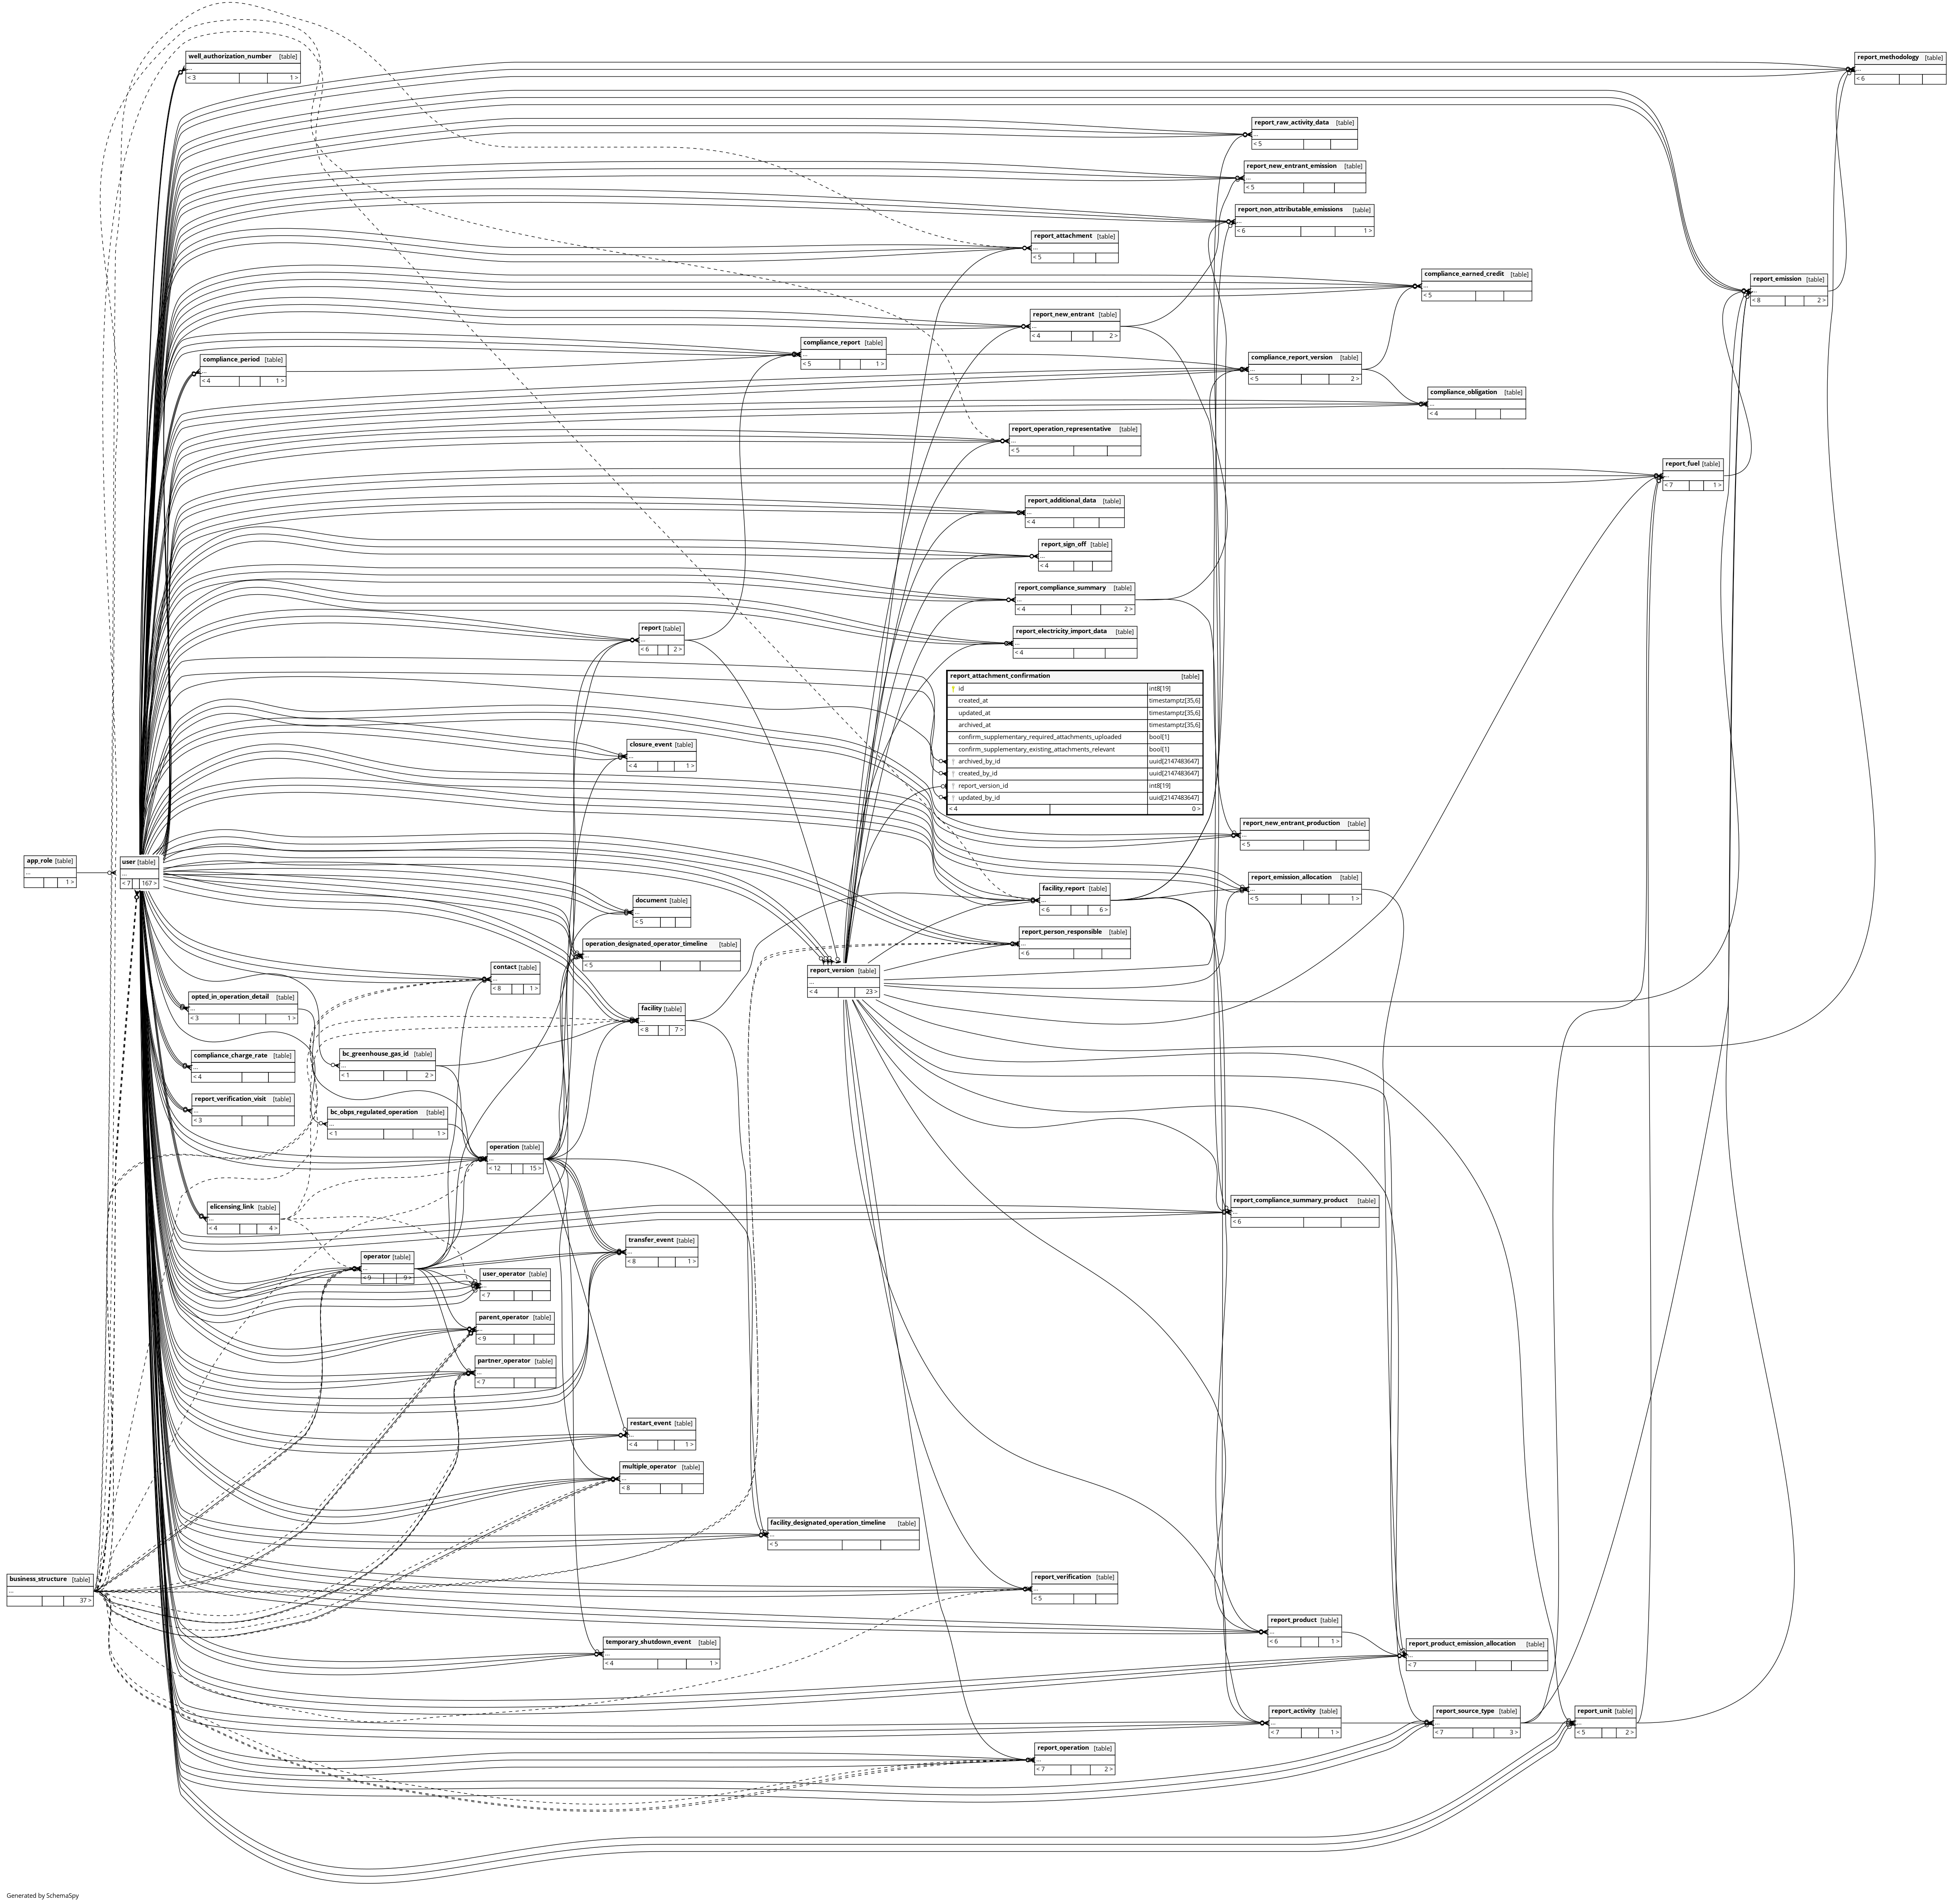 well_authorization_number [table]
...
< 3 1 >
report_methodology [table]
...
< 6
report_raw_activity_data [table]
...
< 5
report_new_entrant_emission [table]
...
< 5
report_non_attributable_emissions [table]
...
< 6 1 >
report_attachment [table]
...
< 5
compliance_earned_credit [table]
...
< 5
report_emission [table]
...
< 8 2 >
report_new_entrant [table]
...
< 4 2 >
compliance_report [table]
...
< 5 1 >
compliance_period [table]
...
< 4 1 >
compliance_report_version [table]
...
< 5 2 >
compliance_obligation [table]
...
< 4
report_operation_representative [table]
...
< 5
report_fuel [table]
...
< 7 1 >
report_additional_data [table]
...
< 4
report_sign_off [table]
...
< 4
report_compliance_summary [table]
...
< 4 2 >
report [table]
...
< 6 2 >
report_electricity_import_data [table]
...
< 4
report_attachment_confirmation [table]
id int8[19]
created_at timestamptz[35,6]
updated_at timestamptz[35,6]
archived_at timestamptz[35,6]
confirm_supplementary_required_attachments_uploaded bool[1]
confirm_supplementary_existing_attachments_relevant bool[1]
archived_by_id uuid[2147483647]
created_by_id uuid[2147483647]
report_version_id int8[19]
updated_by_id uuid[2147483647]
< 4 0 >
closure_event [table]
...
< 4 1 >
report_new_entrant_production [table]
...
< 5
app_role [table]
...
1 >
user [table]
...
< 7 167 >
report_emission_allocation [table]
...
< 5 1 >
facility_report [table]
...
< 6 6 >
document [table]
...
< 5
report_person_responsible [table]
...
< 6
operation_designated_operator_timeline [table]
...
< 5
contact [table]
...
< 8 1 >
report_version [table]
...
< 4 23 >
opted_in_operation_detail [table]
...
< 3 1 >
facility [table]
...
< 8 7 >
compliance_charge_rate [table]
...
< 4
bc_greenhouse_gas_id [table]
...
< 1 2 >
report_verification_visit [table]
...
< 3
bc_obps_regulated_operation [table]
...
< 1 1 >
operation [table]
...
< 12 15 >
elicensing_link [table]
...
< 4 4 >
report_compliance_summary_product [table]
...
< 6
transfer_event [table]
...
< 8 1 >
operator [table]
...
< 9 9 >
user_operator [table]
...
< 7
parent_operator [table]
...
< 9
partner_operator [table]
...
< 7
restart_event [table]
...
< 4 1 >
multiple_operator [table]
...
< 8
facility_designated_operation_timeline [table]
...
< 5
business_structure [table]
...
37 >
report_verification [table]
...
< 5
report_product [table]
...
< 6 1 >
temporary_shutdown_event [table]
...
< 4 1 >
report_product_emission_allocation [table]
...
< 7
report_activity [table]
...
< 7 1 >
report_source_type [table]
...
< 7 3 >
report_unit [table]
...
< 5 2 >
report_operation [table]
...
< 7 2 >
Generated by SchemaSpy